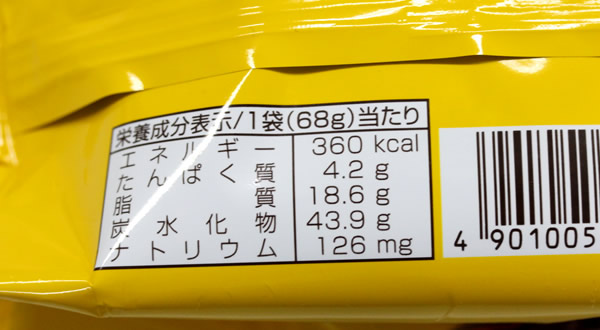 栄養成分表示/1袋(68g)当たり
エネルギー 360 kcal
たんぱく質 4.2 g
脂質 18.6 g
炭水化物 43.9 g
ナトリウム 126 mg
4 901005